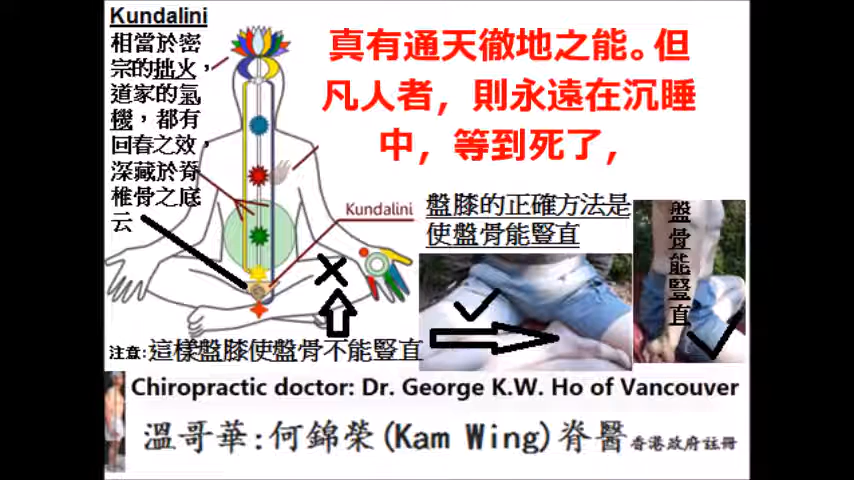 Kundalini
相當於密
宗的拙火，
道家的氣
機，都有
回春之效，
深藏於脊
椎骨之底
云
真有通天徹地之能。但
凡人者，則永遠在沉睡
中，等到死了，
Kundalini
盤膝的正確方法是
使盤骨能豎直
盤骨能豎直
注意:這樣盤膝使盤骨不能豎直
Chiropractic doctor: Dr. George K.W. Ho of Vancouver
溫哥華:何錦榮(Kam Wing)脊醫香港政府註冊